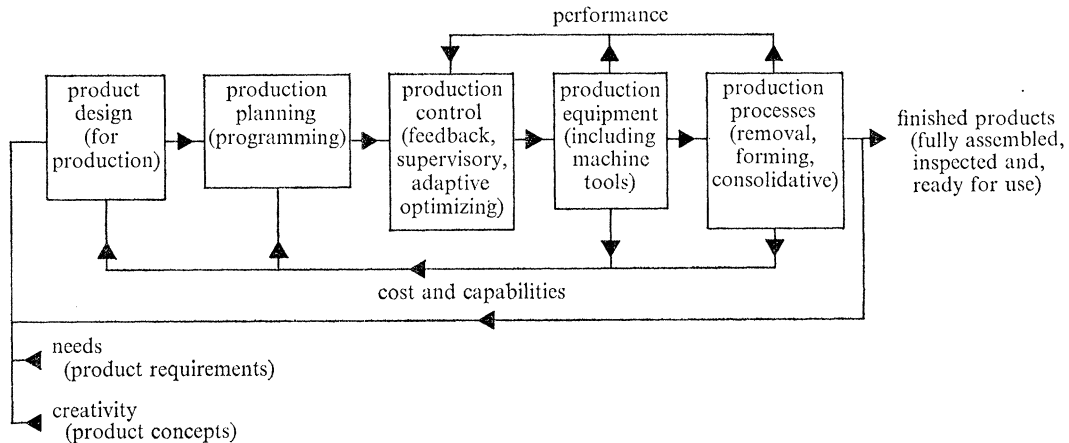 performance
product
design
(for
production)
production
planning
(programming)
production
control
(feedback,
supervisory,
adaptive
optimizing)
production
equipment
(including
machine
tools)
production
processes
(removal,
forming,
consolidative)
finished products
(fully assembled,
inspected and,
ready for use)
cost and capabilities
needs
(product requirements)
creativity
(product concepts)